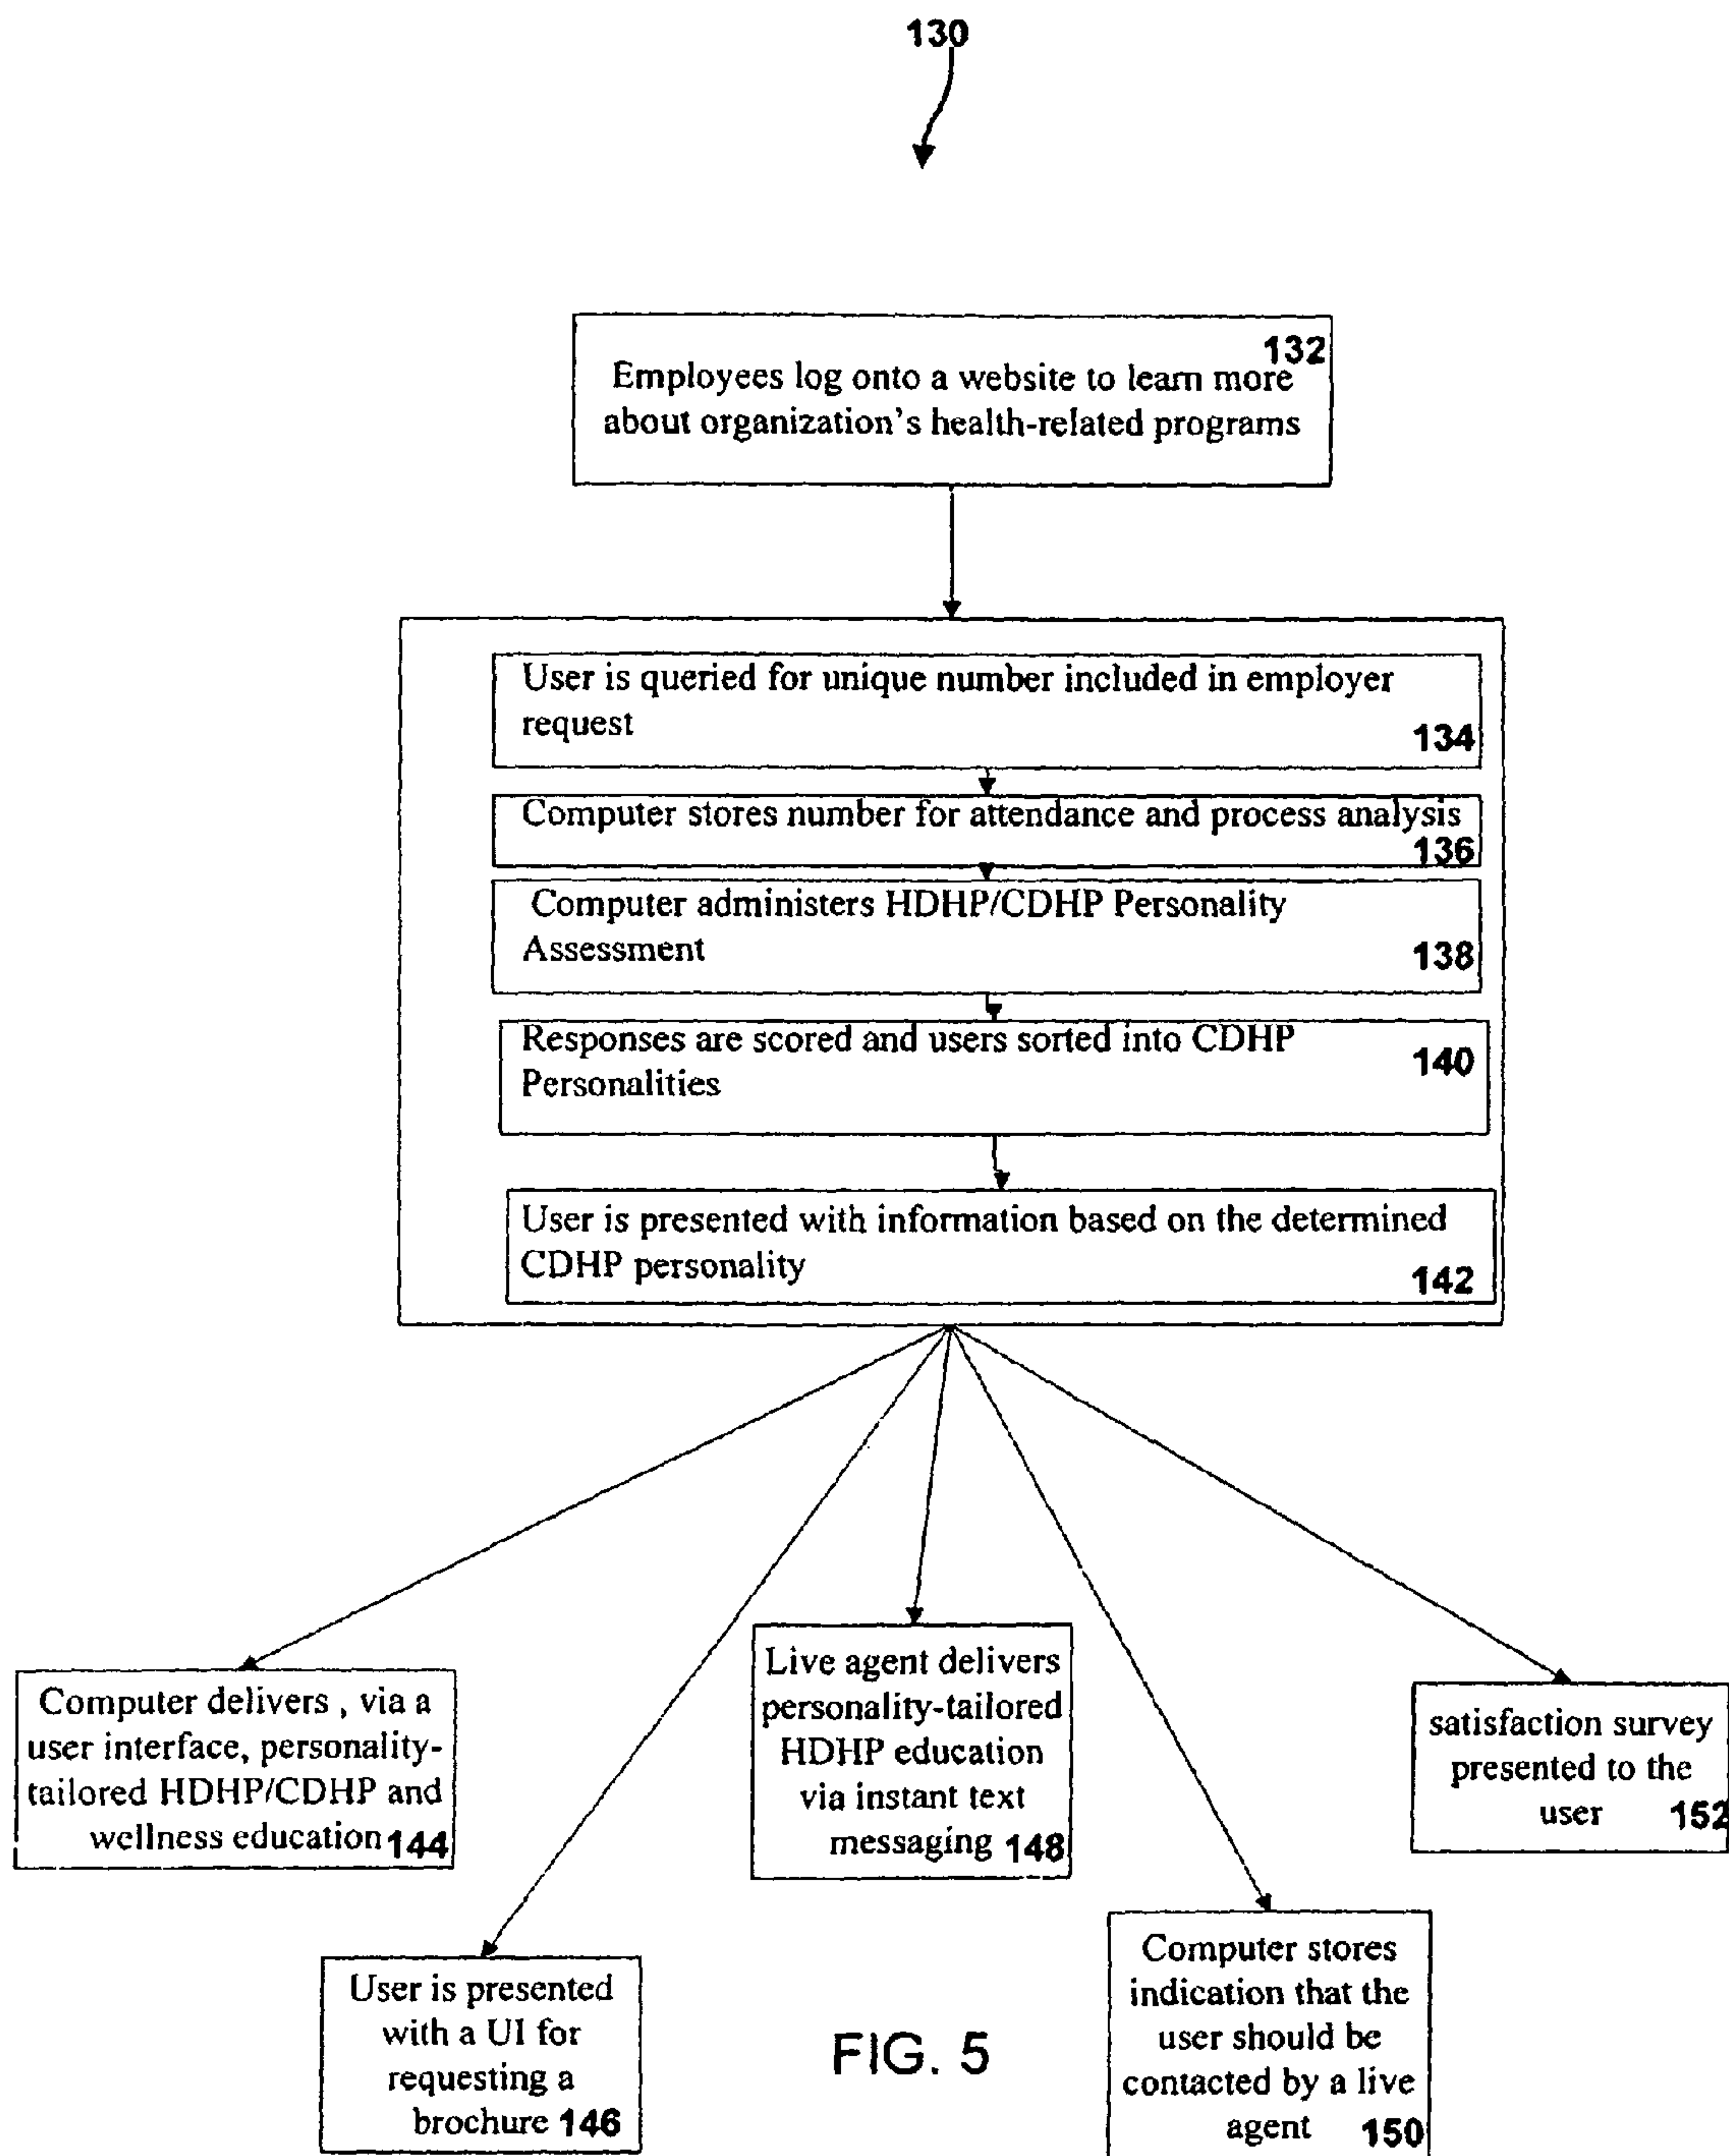 130
132
Employees log onto a website to learn more
about organization's health-related programs
User is queried for unique number included in employer
request
134
Computer stores number for attendance and process analysis
136
Computer administers HDHP/CDHP Personality
Assessment
138
Responses are scored and users sorted into CDHP
140
Personalities
User is presented with information based on the determined
CDHP personality
142
Computer delivers , via a
user interface, personality-
tailored HDHP/CDHP and
wellness education 144
User is presented
with a UI for
requesting a
brochure 146
Live agent delivers
personality-tailored
HDHP education
via instant text
messaging 148
Computer stores
indication that the
user should be
contacted by a live
agent 150
satisfaction survey
presented to the
user 152
FIG. 5